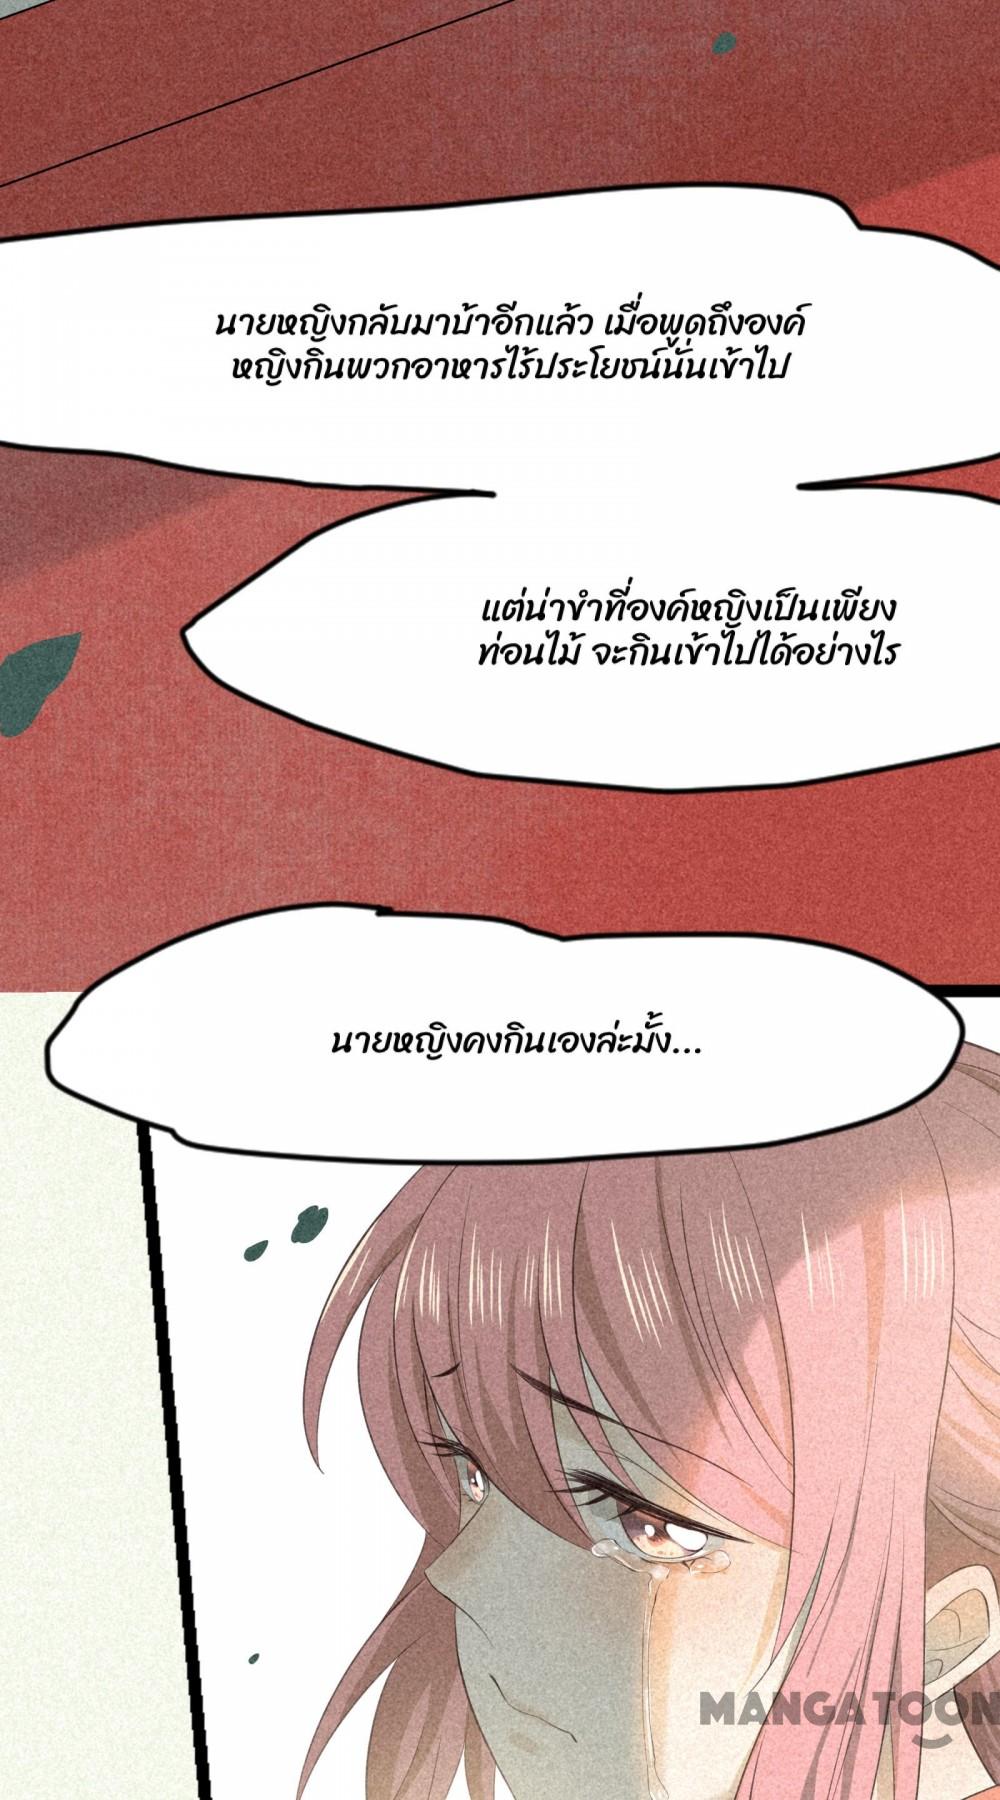 นายหญิงกลับมาบ้าอีกแล้ว เมื่อพูดถึงองค์
หญิงกินพวกอาหารไร้ประโยชน์นั่นเข้าไป
แต่น่าขำที่องค์หญิงเป็นเพียง
ท่อนไม้ จะกินเข้าไปได้อย่างไร
นายหญิงคงกินเองล่ะมั้ง...
MANGATOON